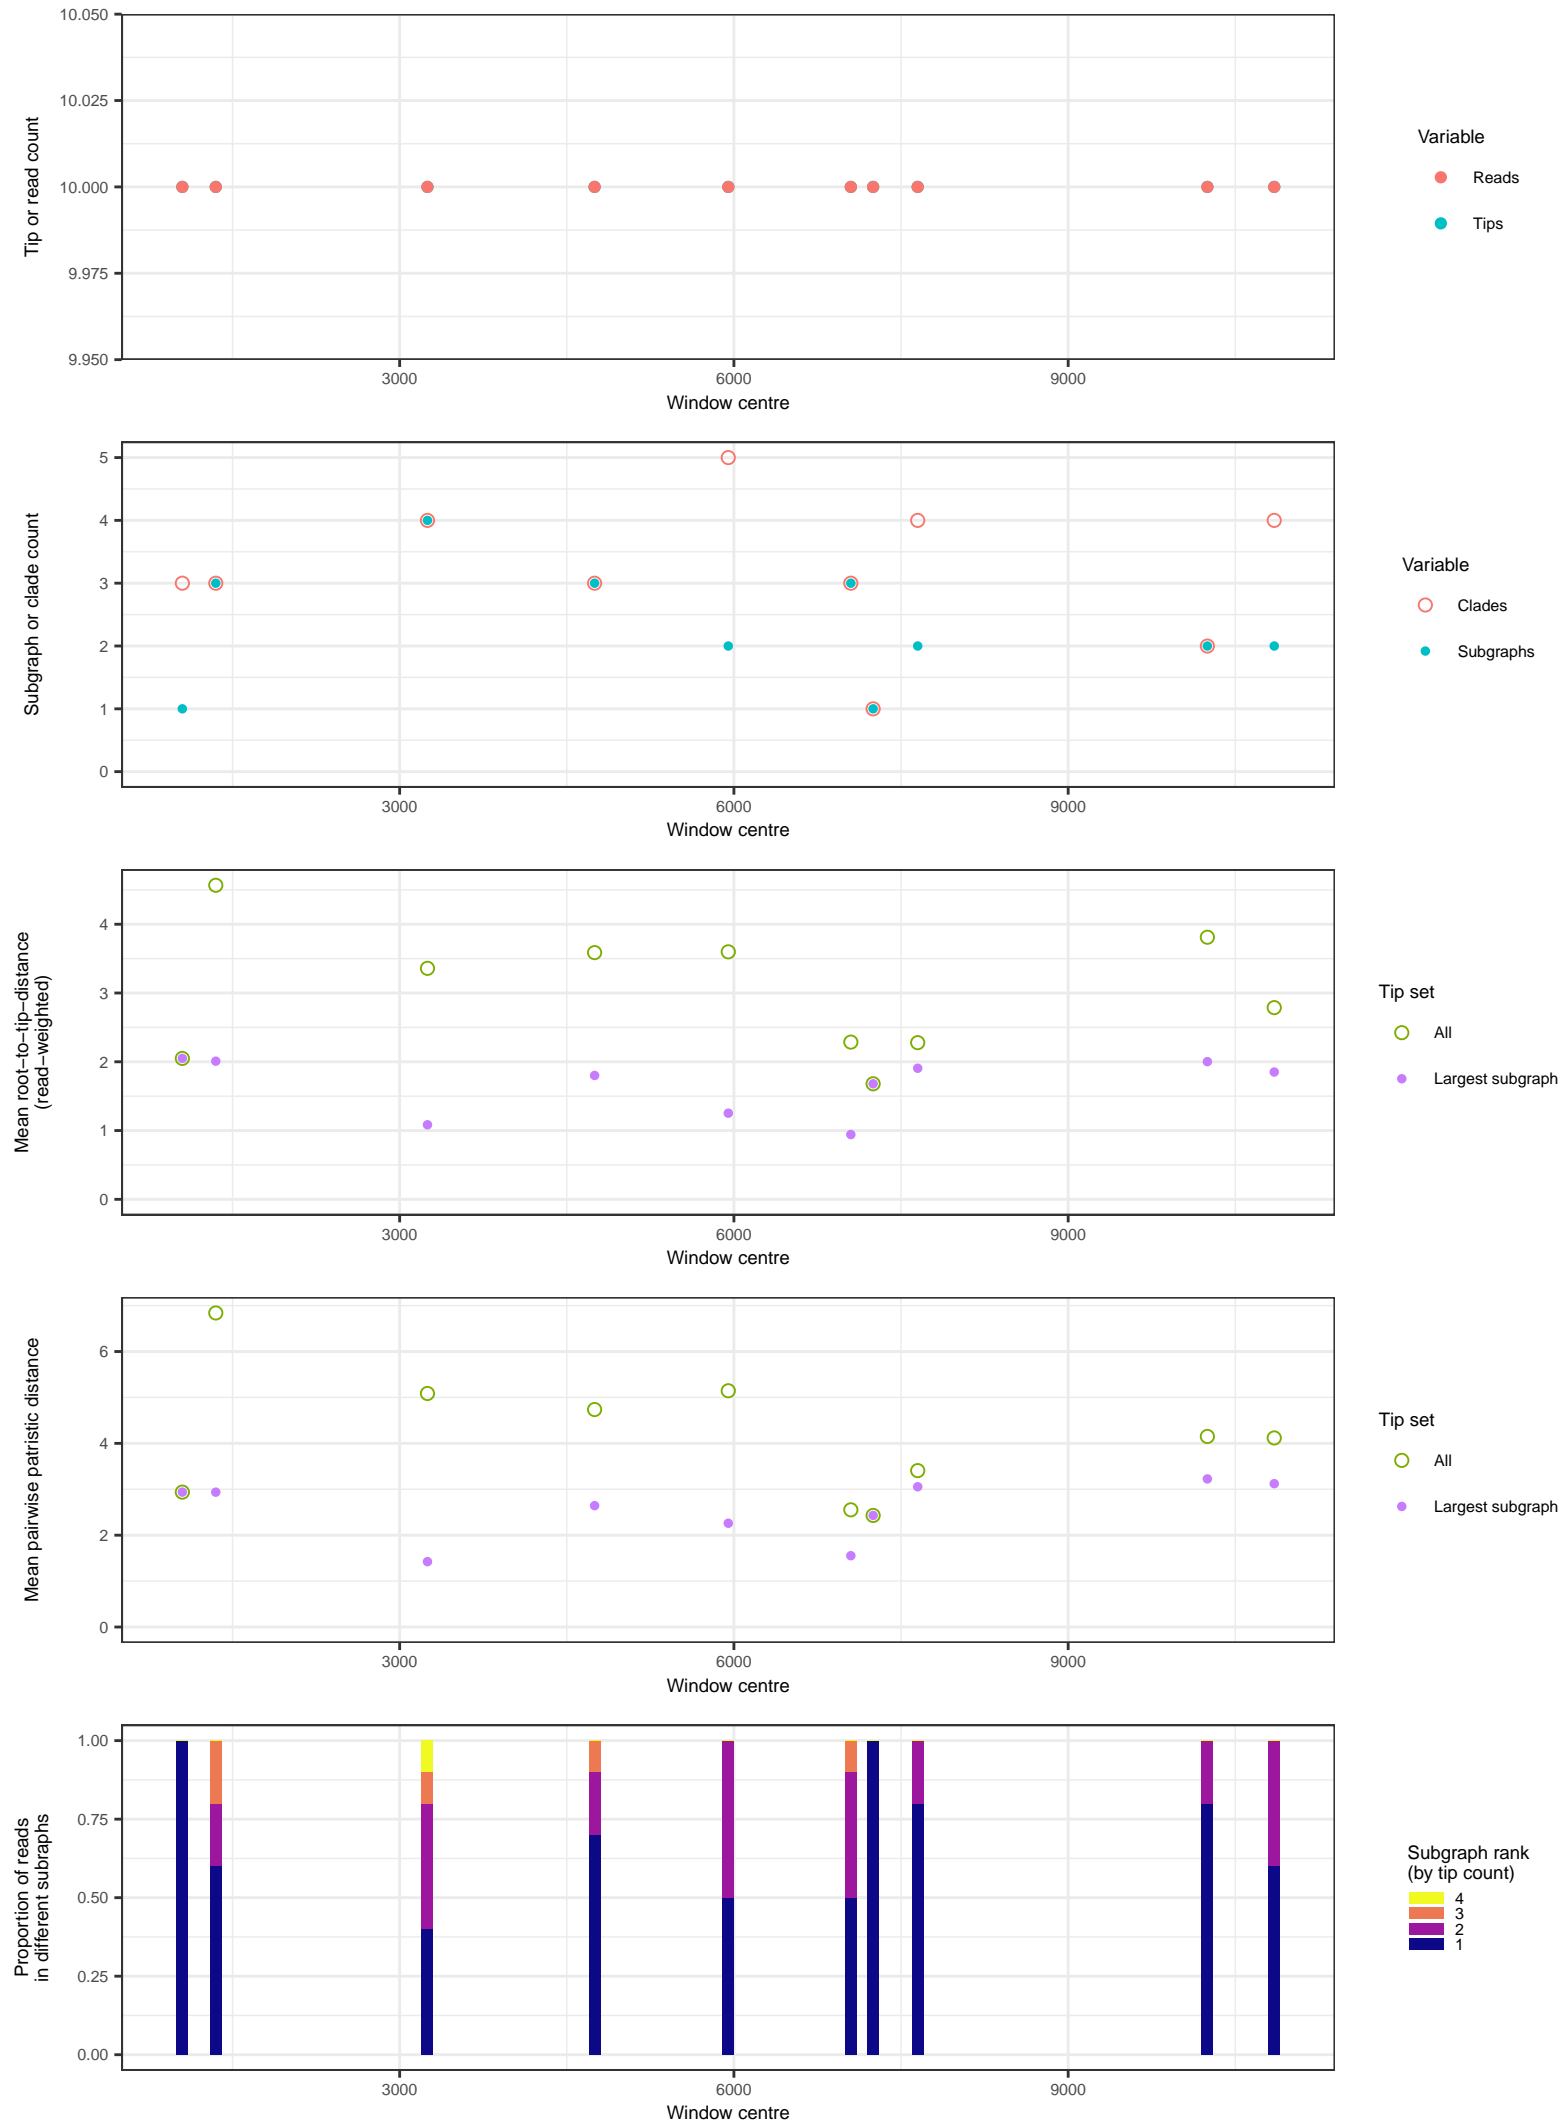 10.050
10.025
10.000
9.975
9.950
Tip or read count
3000 6000 9000
Window centre
Variable
Reads
Tips
5
4
3
2
1
0
Subgraph or clade count
3000 6000 9000
Window centre
Variable
Clades
Subgraphs
4
3
2
1
0
Mean root−to−tip−distance
(read−weighted)
3000 6000 9000
Window centre
Tip set
All
Largest subgraph
6
4
2
0
Mean pairwise patristic distance
3000 6000 9000
Window centre
Tip set
All
Largest subgraph
1.00
0.75
0.50
0.25
0.00
Proportion of reads
in different subraphs
3000 6000 9000
Window centre
Subgraph rank
(by tip count)
4
3
2
1